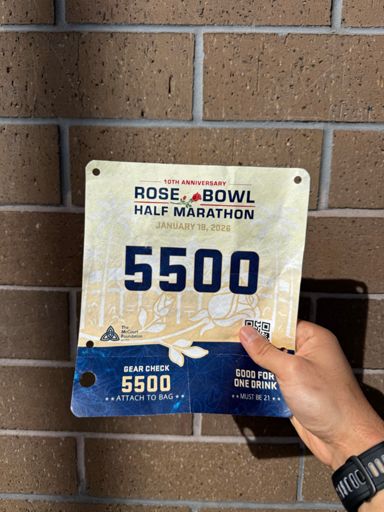 10TH ANNIVERSARY
ROSE BOWL
HALF MARATHON
JANUARY 18, 2026
5500
The
McCourt
Foundation
GEAR CHECK
5500
★★ATTACH TO BAG★★
GOOD FOR
ONE DRINK
★★MUST BE 21★★